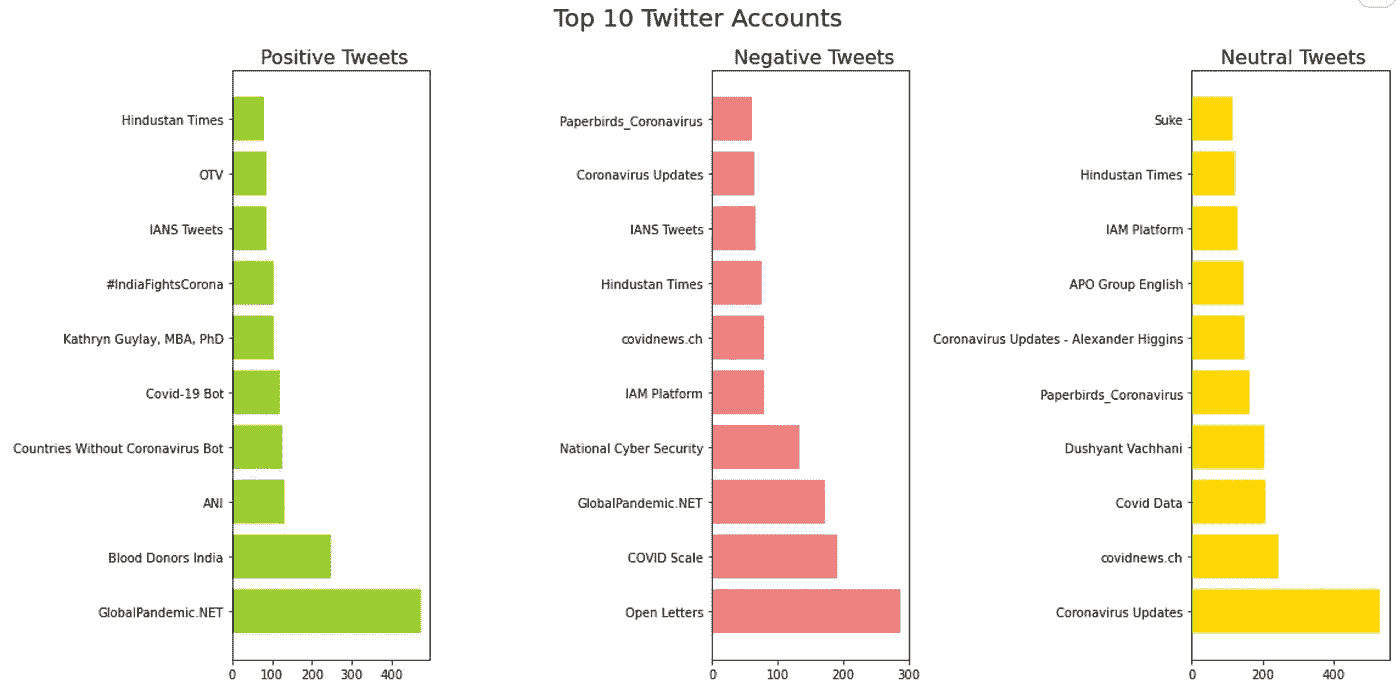 Top 10 Twitter Accounts
Positive Tweets
Hindustan Times
OTV
IANS Tweets
#IndiaFightsCorona
Kathryn Guylay, MBA, PhD
Covid-19 Bot
Countries Without Coronavirus Bot
ANI
Blood Donors India
GlobalPandemic.NET
0 100 200 300 400
Negative Tweets
Paperbirds_Coronavirus
Coronavirus Updates
IANS Tweets
Hindustan Times
covidnews.ch
IAM Platform
National Cyber Security
GlobalPandemic.NET
COVID Scale
Open Letters
0 100 200 300
Neutral Tweets
Suke
Hindustan Times
IAM Platform
APO Group English
Coronavirus Updates - Alexander Higgins
Paperbirds_Coronavirus
Dushyant Vachhani
Covid Data
covidnews.ch
Coronavirus Updates
0 200 400